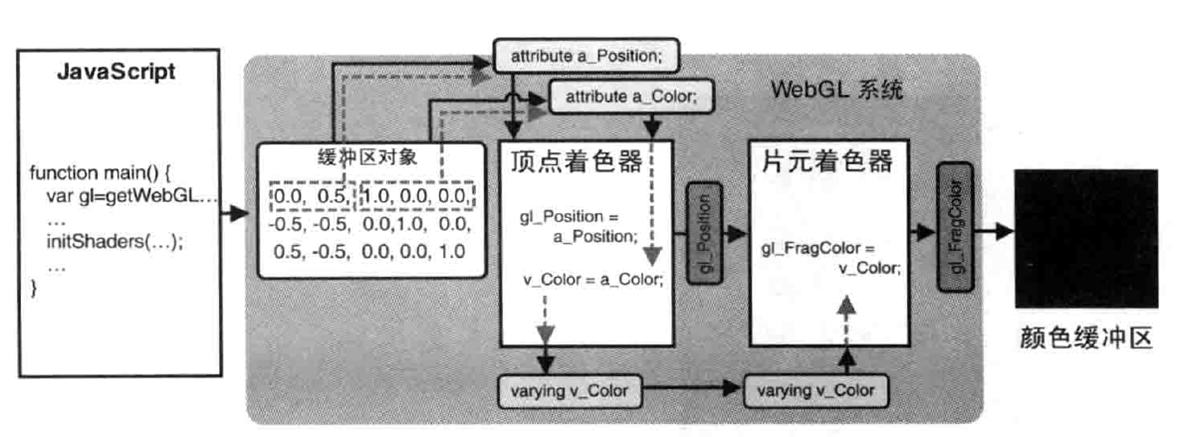 JavaScript
function main() {
var gl=getWebGL...
...
initShaders(...);
...
}
WebGL 系统
attribute a_Position;
attribute a_Color;
缓冲区对象
0.0, 0.5, 1.0, 0.0, 0.0,
-0.5, -0.5, 0.0,1.0, 0.0,
0.5, -0.5, 0.0, 0.0, 1.0
顶点着色器
gl_Position =
a_Position;
v_Color = a_Color;
gl_Position
varying v_Color
片元着色器
gl_FragColor =
v_Color;
varying v_Color
gl_FragColor
颜色缓冲区